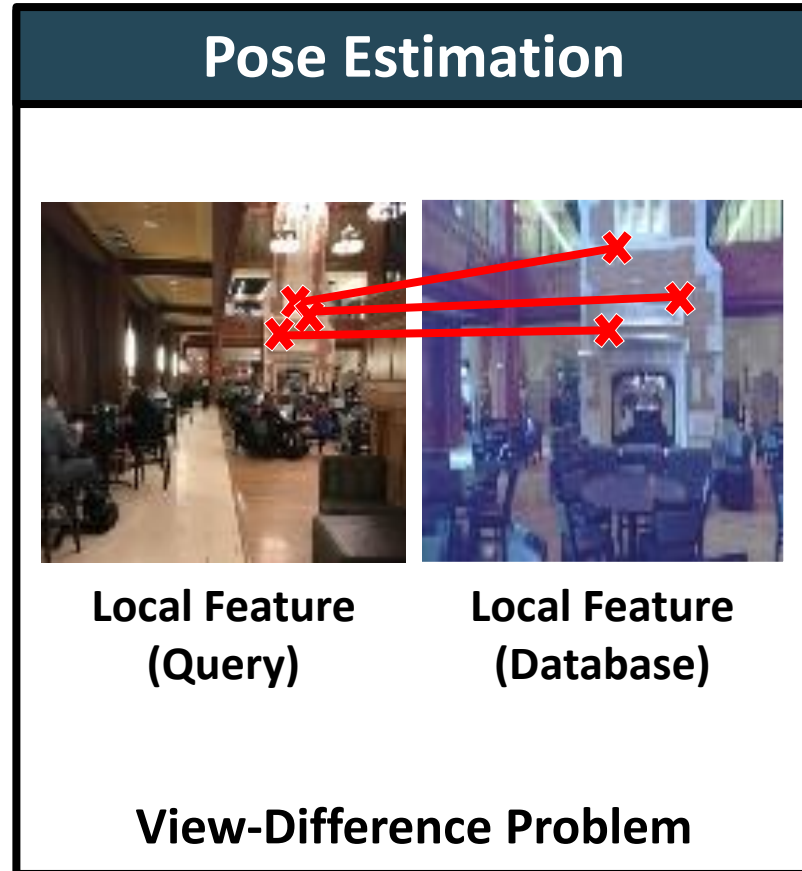 Pose Estimation
Local Feature
(Query)
Local Feature
(Database)
View-Difference Problem